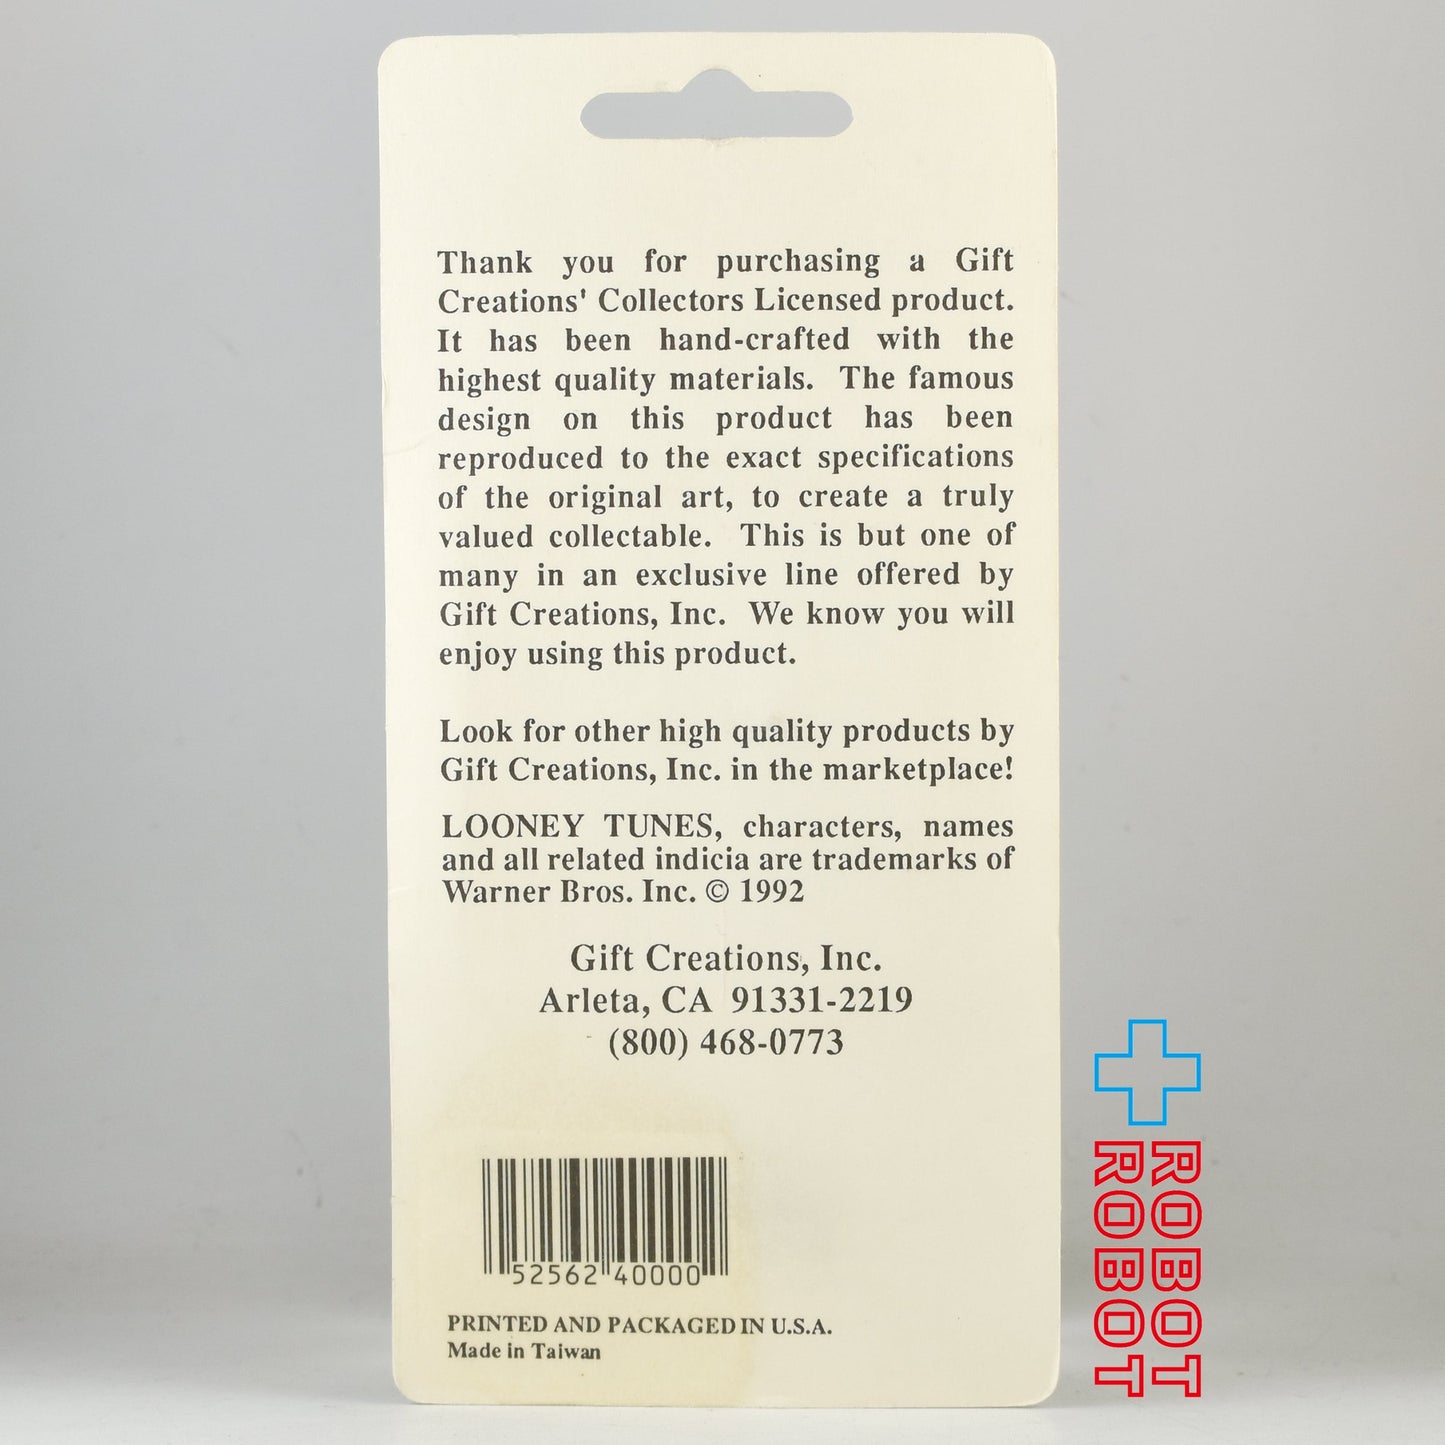 Thank you for purchasing a Gift
Creations' Collectors Licensed product.
It has been hand-crafted with the
highest quality materials. The famous
design on this product has been
reproduced to the exact specifications
of the original art, to create a truly
valued collectable. This is but one of
many in an exclusive line offered by
Gift Creations, Inc. We know you will
enjoy using this product.
Look for other high quality products by
Gift Creations, Inc. in the marketplace!
LOONEY TUNES, characters, names
and all related indicia are trademarks of
Warner Bros. Inc. © 1992
Gift Creations, Inc.
Arleta, CA 91331-2219
(800) 468-0773
52562 40000
PRINTED AND PACKAGED IN U.S.A.
Made in Taiwan
ROBOT
ROBOT